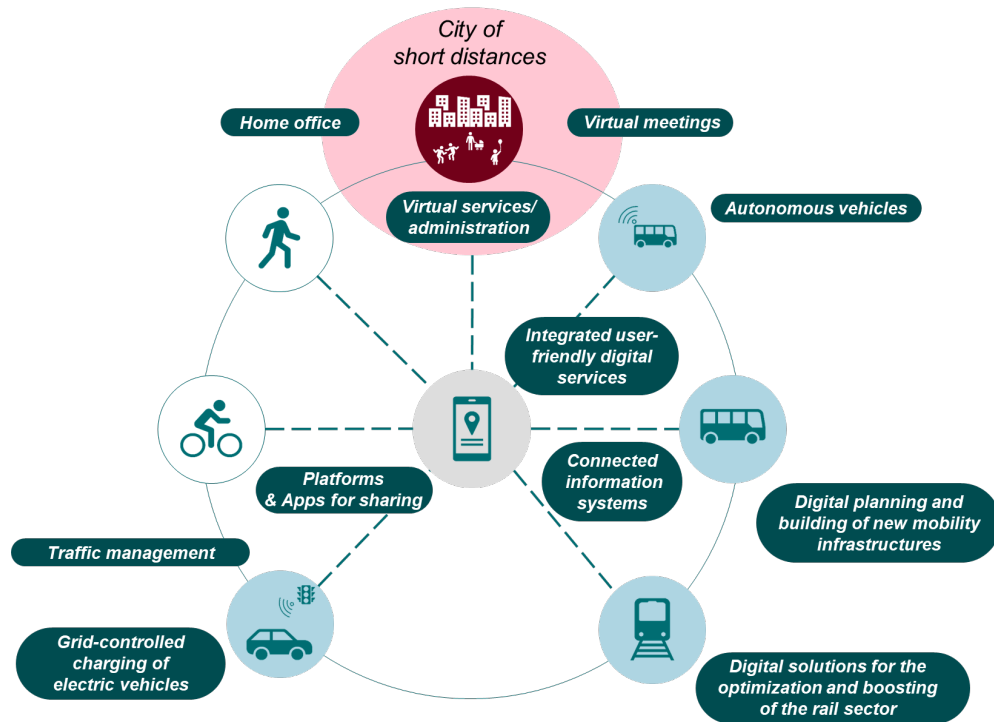 City of
short distances
Home office
Virtual meetings
Virtual services/
administration
Autonomous vehicles
Integrated user-
friendly digital
services
Connected
information
systems
Platforms
& Apps for sharing
Digital planning and
building of new mobility
infrastructures
Traffic management
Grid-controlled
charging of
electric vehicles
Digital solutions for the
optimization and boosting
of the rail sector